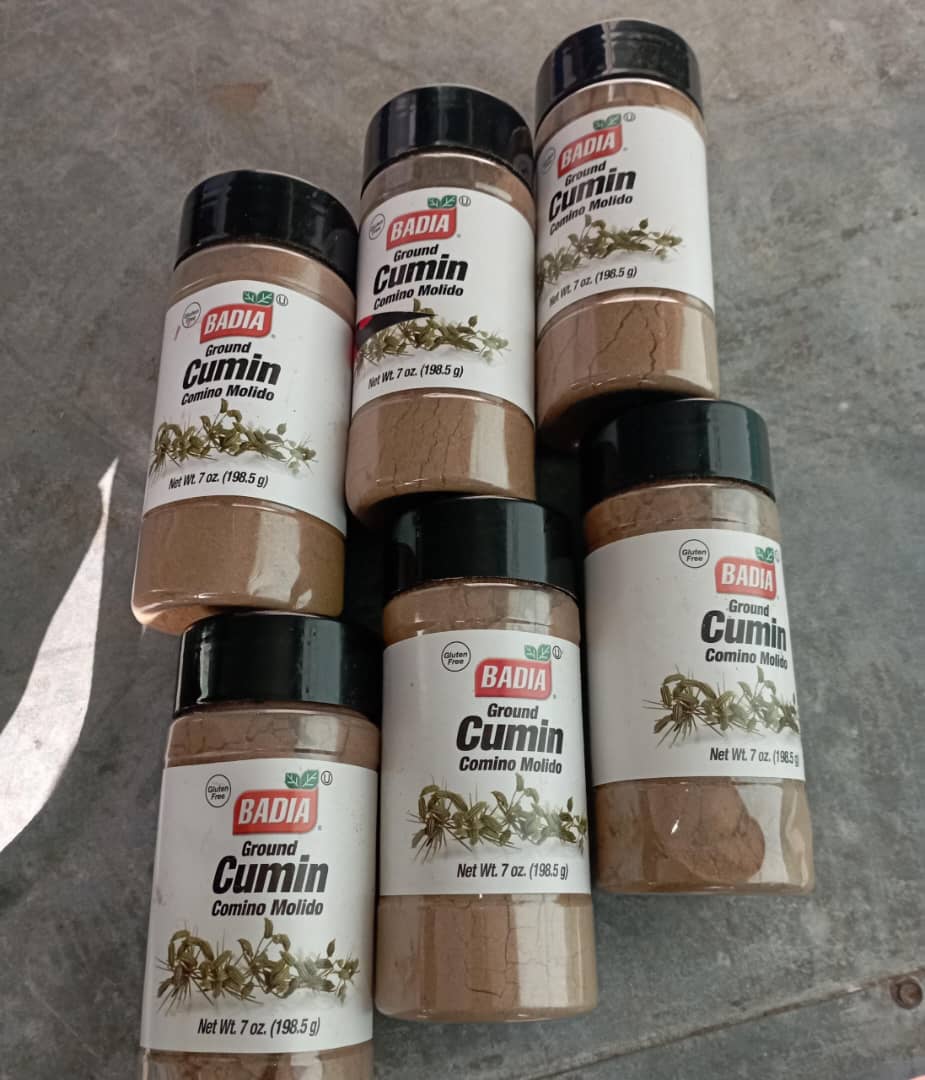 Gluten Free
BADIA
Ground
Cumin
Comino Molido
Net Wt. 7 oz. (198.5 g)
BADIA
Ground
Cumin
Comino Molido
Net Wt. 7 oz. (198.5 g)
BADIA
Ground
Cumin
Comino Molido
Net Wt. 7 oz. (198.5 g)
Gluten
Free
BADIA
Ground
Cumin
Comino Molido
Net Wt. 7 oz. (198.5 g)
Gluten
Free
BADIA
Ground
Cumin
Comino Molido
Net Wt. 7 oz. (198.5 g)
Gluten
Free
BADIA
Ground
Cumin
Comino Molido
Net Wt. 7 oz. (198.5 g)